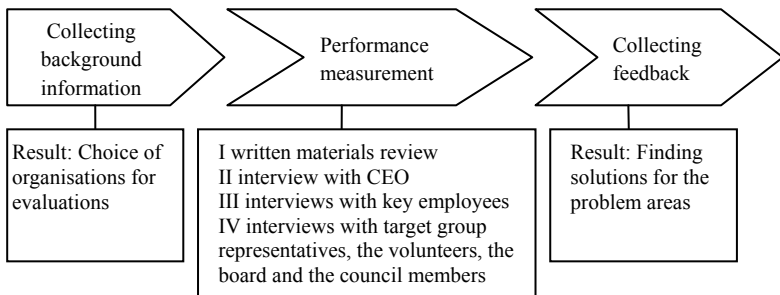 Collecting
background
information
Performance
measurement
Collecting
feedback
Result: Choice of
organisations for
evaluations
I written materials review
II interview with CEO
III interviews with key employees
IV interviews with target group
representatives, the volunteers, the
board and the council members
Result: Finding
solutions for the
problem areas